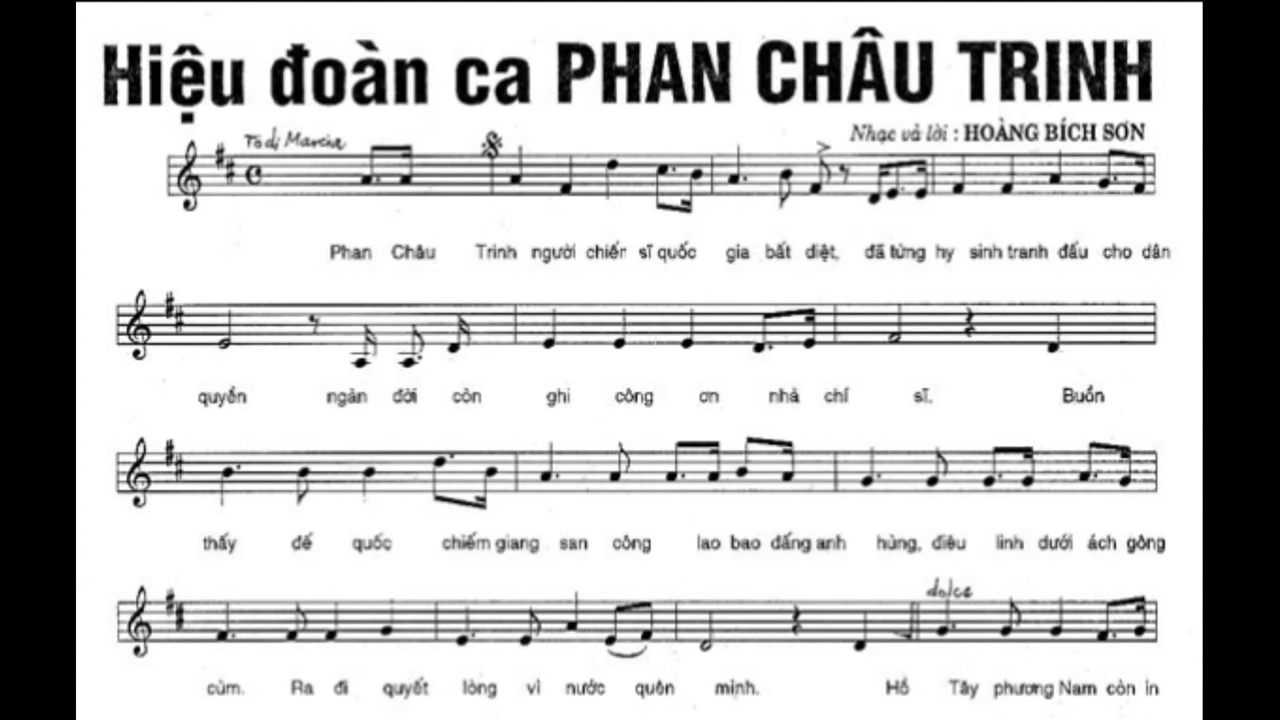 Hiệu đoàn ca PHAN CHÂU TRINH
Nhạc và lời : HOÀNG BÍCH SƠN
Tº dj Marcia
Phan Châu Trinh người chiến sĩ quốc gia bất diệt, đã từng hy sinh tranh đấu cho dân
quyền ngàn đời còn ghi công ơn nhà chí sĩ. Buồn
thấy đế quốc chiếm giang san công lao bao đấng anh hùng, điêu linh dưới ách gông
cùm. Ra đi quyết lòng vì nước quên mình. Hồ Tây phương Nam còn in
dolce